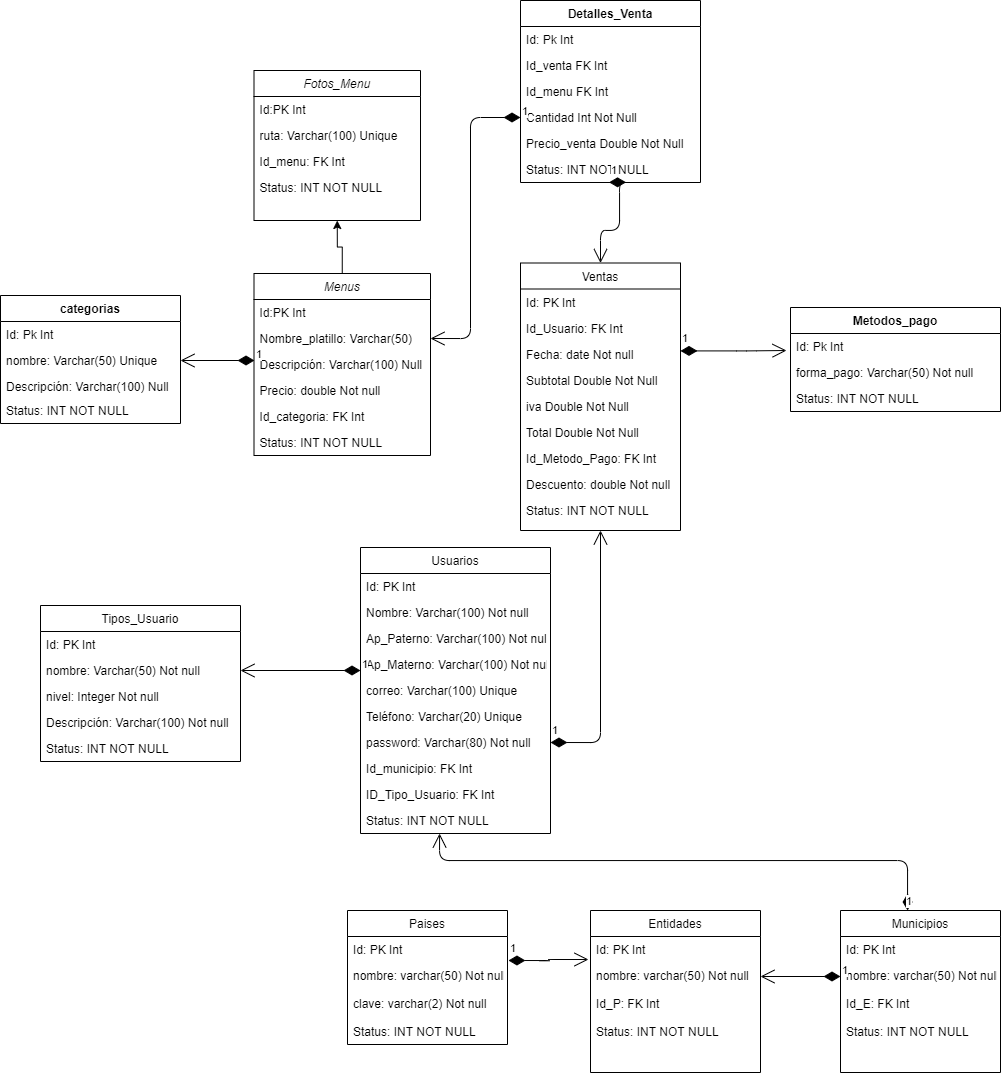 Detalles_Venta
Id: Pk Int
Id_venta FK Int
Id_menu FK Int
1
Cantidad Int Not Null
Precio_venta Double Not Null
Status: INT NOT NULL
1
Fotos_Menu
Id:PK Int
ruta: Varchar(100) Unique
Id_menu: FK Int
Status: INT NOT NULL
Menus
Id:PK Int
Nombre_platillo: Varchar(50)
1
Descripción: Varchar(100) Null
Precio: double Not null
Id_categoria: FK Int
Status: INT NOT NULL
categorias
Id: Pk Int
nombre: Varchar(50) Unique
Descripción: Varchar(100) Null
Status: INT NOT NULL
Ventas
Id: PK Int
Id_Usuario: FK Int
Fecha: date Not null
Subtotal Double Not Null
iva Double Not Null
Total Double Not Null
Id_Metodo_Pago: FK Int
Descuento: double Not null
Status: INT NOT NULL
1
Metodos_pago
Id: Pk Int
forma_pago: Varchar(50) Not null
Status: INT NOT NULL
Usuarios
Id: PK Int
Nombre: Varchar(100) Not null
Ap_Paterno: Varchar(100) Not nul
1
Ap_Materno: Varchar(100) Not nu
correo: Varchar(100) Unique
Teléfono: Varchar(20) Unique
password: Varchar(80) Not null
1
Id_municipio: FK Int
ID_Tipo_Usuario: FK Int
Status: INT NOT NULL
Tipos_Usuario
Id: PK Int
nombre: Varchar(50) Not null
nivel: Integer Not null
Descripción: Varchar(100) Not null
Status: INT NOT NULL
Paises
Id: PK Int
nombre: varchar(50) Not nul
clave: varchar(2) Not null
Status: INT NOT NULL
1
Entidades
Id: PK Int
nombre: varchar(50) Not null
Id_P: FK Int
Status: INT NOT NULL
1
Municipios
Id: PK Int
1
nombre: varchar(50) Not nul
Id_E: FK Int
Status: INT NOT NULL